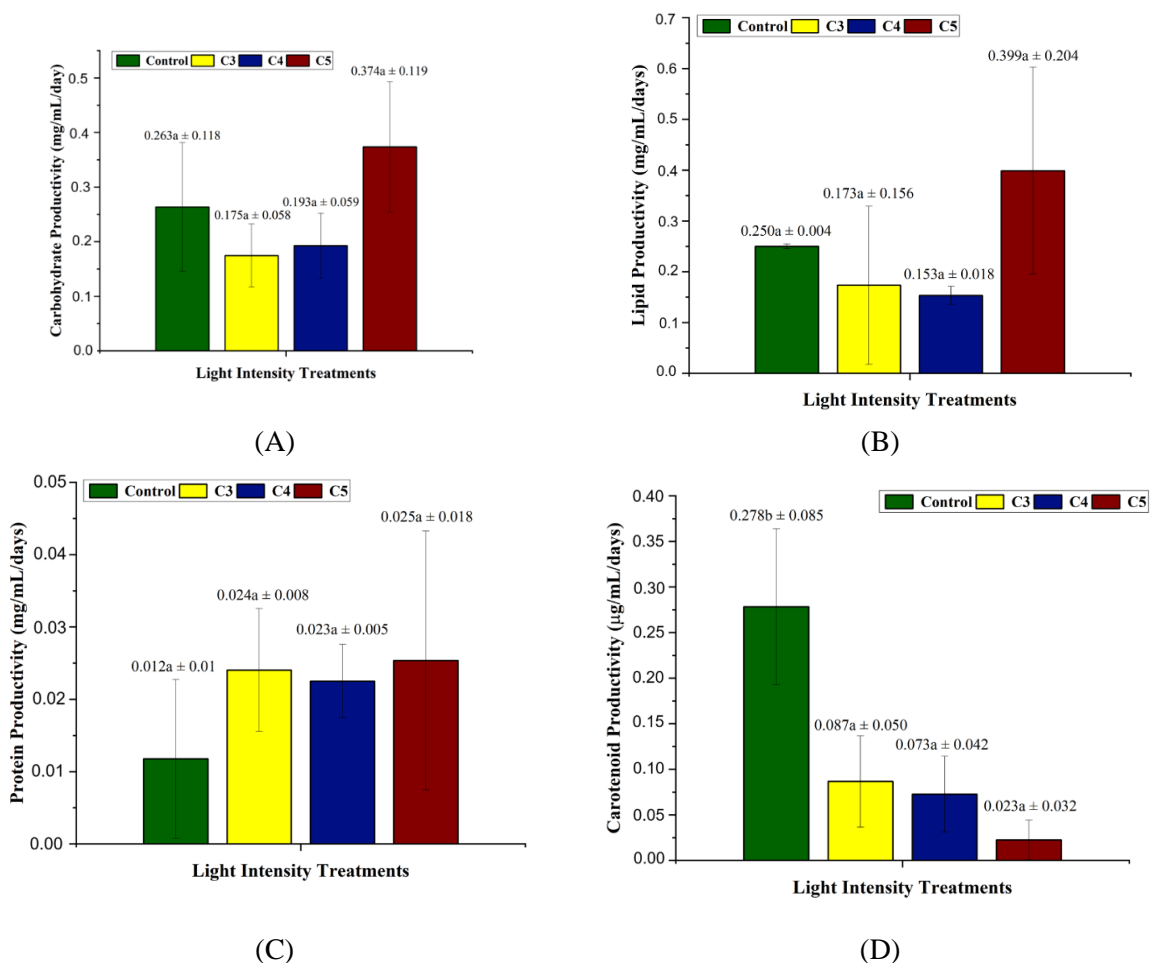 Control C3 C4 C5
Carbohydrate Productivity (mg/mL/day)
0.5
0.4
0.3
0.2
0.1
0.0
0.263a ± 0.118
0.175a ± 0.058
0.193a ± 0.059
0.374a ± 0.119
Light Intensity Treatments
(A)
Control C3 C4 C5
Lipid Productivity (mg/mL/days)
0.7
0.6
0.5
0.4
0.3
0.2
0.1
0.0
0.250a ± 0.004
0.173a ± 0.156
0.153a ± 0.018
0.399a ± 0.204
Light Intensity Treatments
(B)
Control C3 C4 C5
Protein Productivity (mg/mL/days)
0.05
0.04
0.03
0.02
0.01
0.00
0.012a ± 0.01
0.024a ± 0.008
0.023a ± 0.005
0.025a ± 0.018
Light Intensity Treatments
(C)
Control C3 C4 C5
Carotenoid Productivity (µg/mL/days)
0.40
0.35
0.30
0.25
0.20
0.15
0.10
0.05
0.00
0.278b ± 0.085
0.087a ± 0.050
0.073a ± 0.042
0.023a ± 0.032
Light Intensity Treatments
(D)